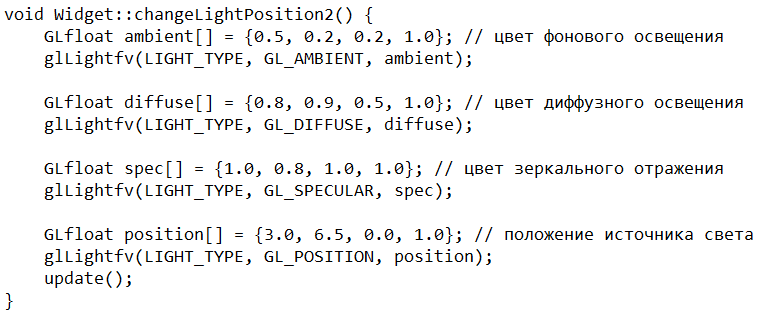 void Widget::changeLightPosition2() {
    GLfloat ambient[] = {0.5, 0.2, 0.2, 1.0}; // цвет фонового освещения
    glLightfv(LIGHT_TYPE, GL_AMBIENT, ambient);

    GLfloat diffuse[] = {0.8, 0.9, 0.5, 1.0}; // цвет диффузного освещения
    glLightfv(LIGHT_TYPE, GL_DIFFUSE, diffuse);

    GLfloat spec[] = {1.0, 0.8, 1.0, 1.0}; // цвет зеркального отражения
    glLightfv(LIGHT_TYPE, GL_SPECULAR, spec);

    GLfloat position[] = {3.0, 6.5, 0.0, 1.0}; // положение источника света
    glLightfv(LIGHT_TYPE, GL_POSITION, position);
    update();
}